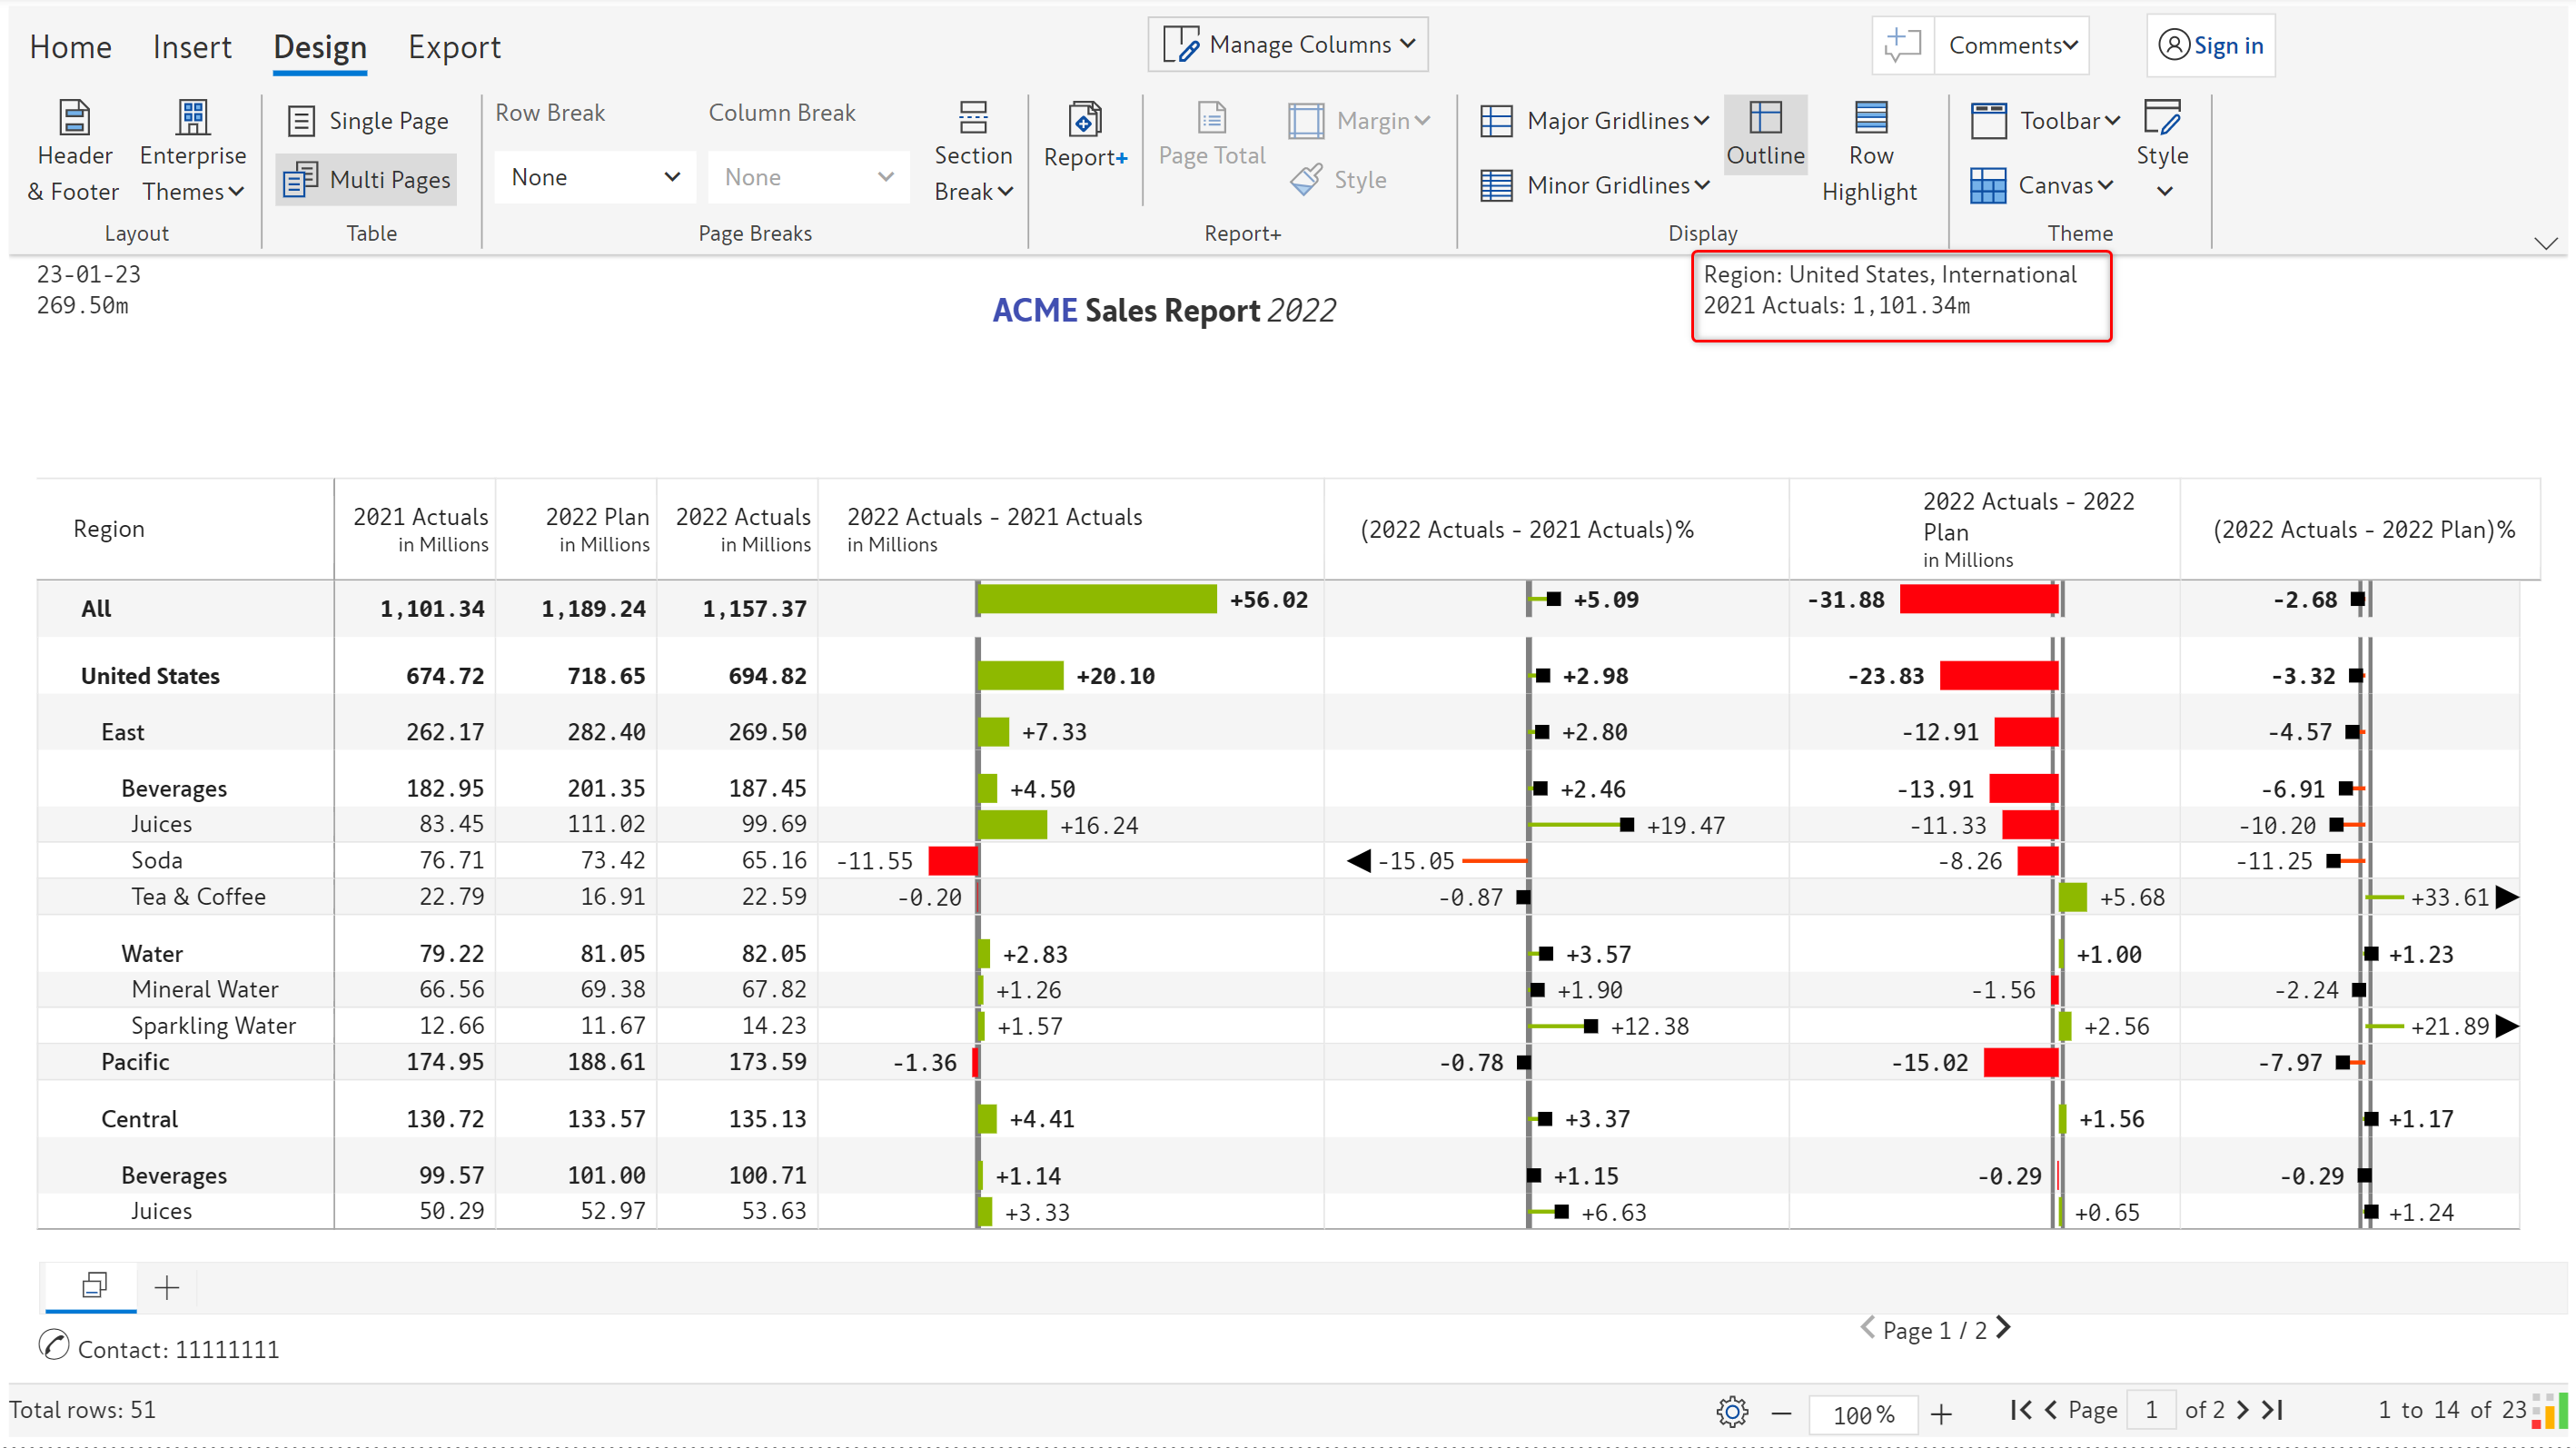 Home Insert Design Export Manage Columns Comments Sign in
Header & Footer
Enterprise Themes
Layout
Single Page
Multi Pages
Table
Row Break Column Break
None None
Section Break
Page Breaks
Report+
Page Total
Margin
Style
Report+
Major Gridlines
Minor Gridlines
Outline
Row Highlight
Display
Toolbar
Canvas
Style
Theme
23-01-23
269.50m
ACME Sales Report 2022
Region: United States, International
2021 Actuals: 1,101.34m
Region
2021 Actuals
in Millions
2022 Plan
in Millions
2022 Actuals
in Millions
2022 Actuals - 2021 Actuals
in Millions
(2022 Actuals - 2021 Actuals)%
2022 Actuals - 2022
Plan
in Millions
(2022 Actuals - 2022 Plan)%
All 1,101.34 1,189.24 1,157.37 +56.02 +5.09 -31.88 -2.68
United States 674.72 718.65 694.82 +20.10 +2.98 -23.83 -3.32
East 262.17 282.40 269.50 +7.33 +2.80 -12.91 -4.57
Beverages 182.95 201.35 187.45 +4.50 +2.46 -13.91 -6.91
Juices 83.45 111.02 99.69 +16.24 +19.47 -11.33 -10.20
Soda 76.71 73.42 65.16 -11.55 -15.05 -8.26 -11.25
Tea & Coffee 22.79 16.91 22.59 -0.20 -0.87 +5.68 +33.61
Water 79.22 81.05 82.05 +2.83 +3.57 +1.00 +1.23
Mineral Water 66.56 69.38 67.82 +1.26 +1.90 -1.56 -2.24
Sparkling Water 12.66 11.67 14.23 +1.57 +12.38 +2.56 +21.89
Pacific 174.95 188.61 173.59 -1.36 -0.78 -15.02 -7.97
Central 130.72 133.57 135.13 +4.41 +3.37 +1.56 +1.17
Beverages 99.57 101.00 100.71 +1.14 +1.15 -0.29 -0.29
Juices 50.29 52.97 53.63 +3.33 +6.63 +0.65 +1.24
Page 1 / 2
Contact: 11111111
Total rows: 51 100% Page 1 of 2 1 to 14 of 23